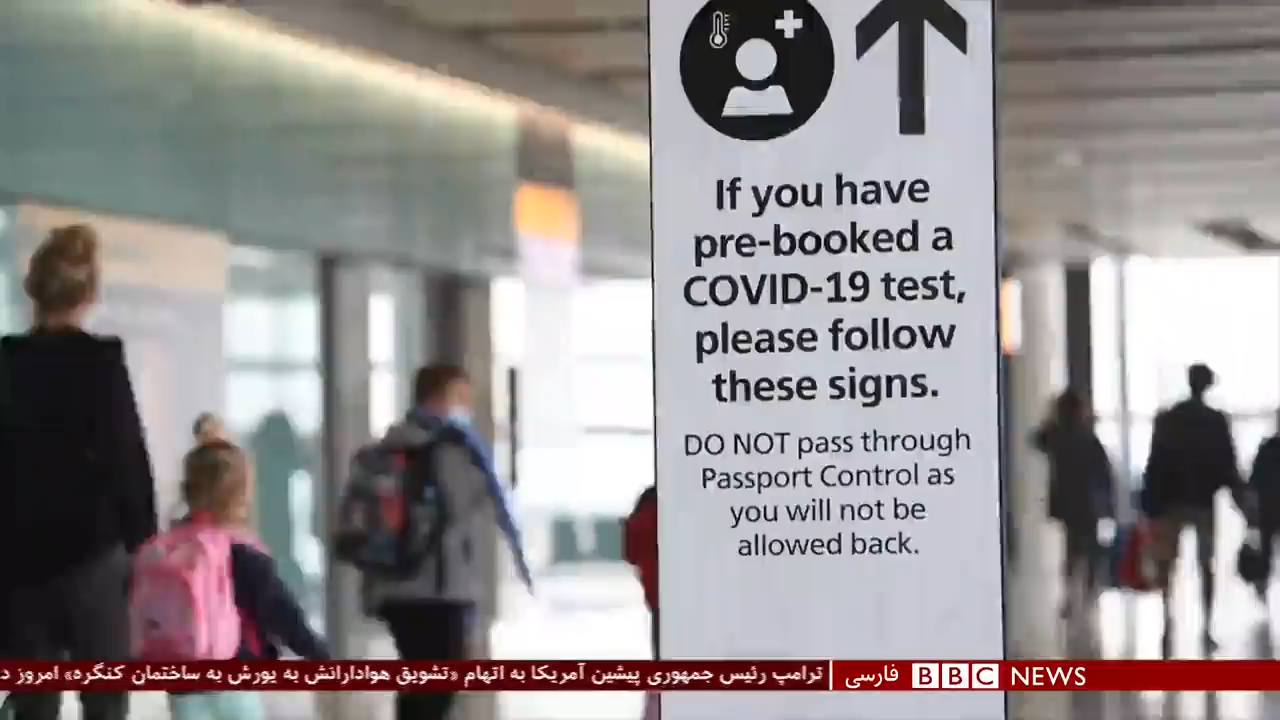 If you have
pre-booked a
COVID-19 test,
please follow
these signs.
DO NOT pass through
Passport Control as
you will not be
allowed back.
ترامپ رئیس جمهوری پیشین آمریکا به اتهام «تشویق هوادارانش به یورش به ساختمان کنگره» امروز
فارسی BBC NEWS